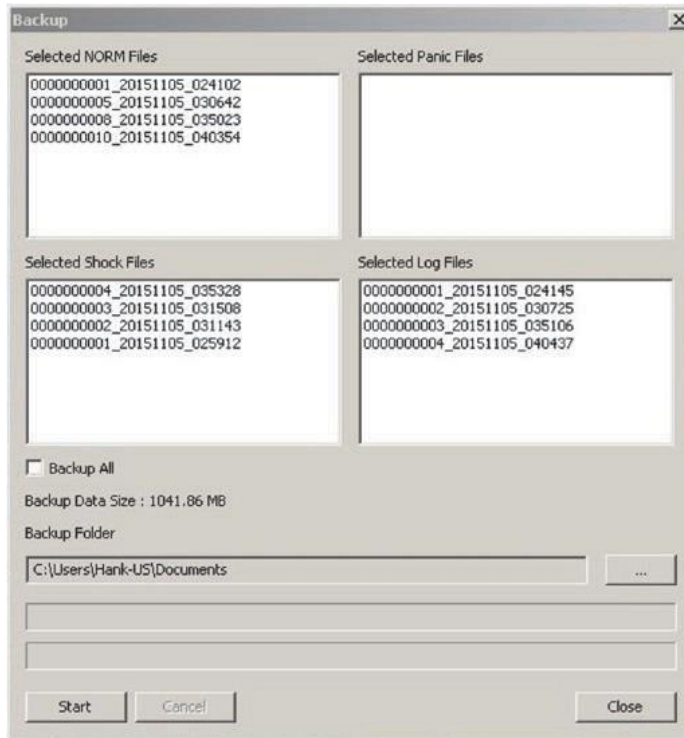 Backup
Selected NORM Files
0000000001_20151105_024102
0000000005_20151105_030642
0000000008_20151105_035023
0000000010_20151105_040354
Selected Panic Files
Selected Shock Files
0000000004_20151105_035328
0000000003_20151105_031508
0000000002_20151105_031143
0000000001_20151105_025912
Selected Log Files
0000000001_20151105_024145
0000000002_20151105_030725
0000000003_20151105_035106
0000000004_20151105_040437
Backup All
Backup Data Size : 1041.86 MB
Backup Folder
C:\Users\Hank-US\Documents
...
Start
Cancel
Close